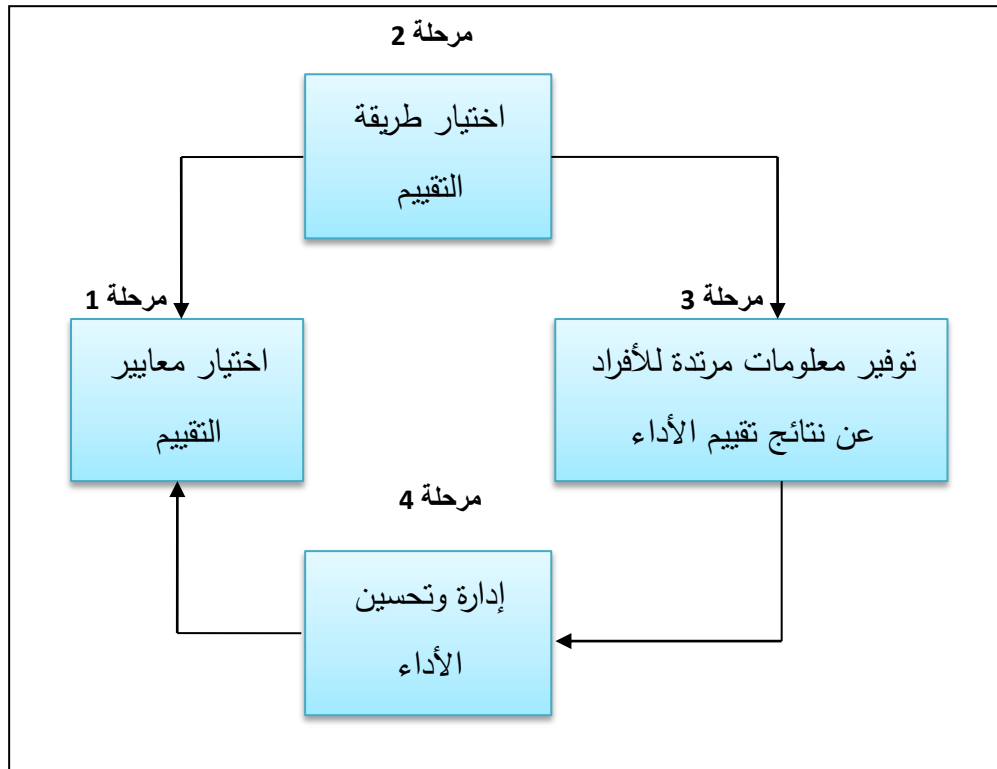 مرحلة 2
اختيار طريقة
التقييم
مرحلة 3
توفير معلومات مرتدة للأفراد
عن نتائج تقييم الأداء
مرحلة 1
اختيار معايير
التقييم
مرحلة 4
إدارة وتحسين
الأداء